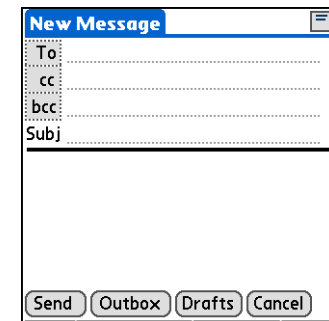 New Message
To
cc
bcc
Subj
Send Outbox Drafts Cancel